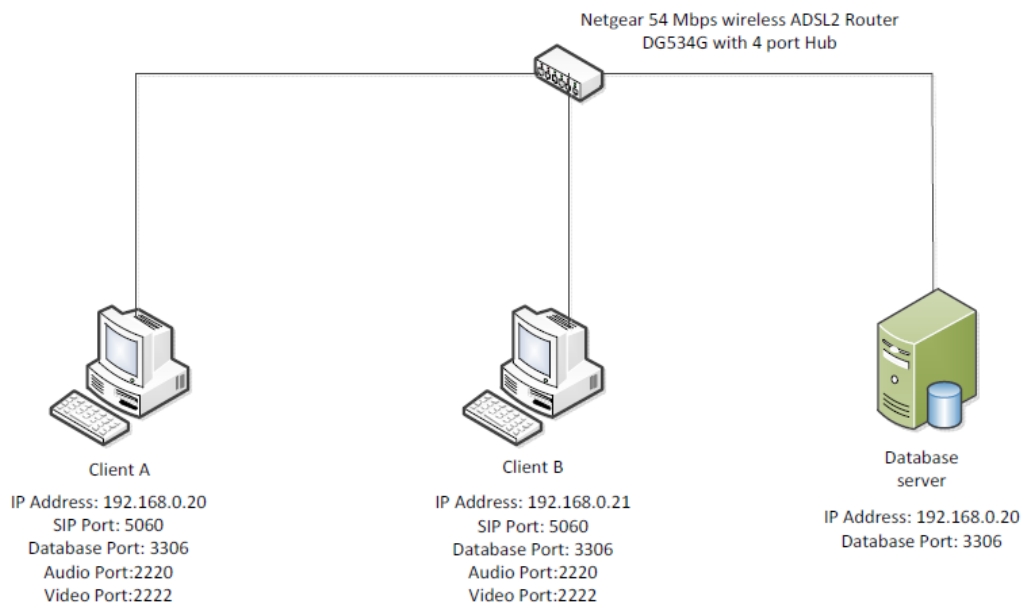 Netgear 54 Mbps wireless ADSL2 Router
DG534G with 4 port Hub
Client A
IP Address: 192.168.0.20
SIP Port: 5060
Database Port: 3306
Audio Port:2220
Video Port:2222
Client B
IP Address: 192.168.0.21
SIP Port: 5060
Database Port: 3306
Audio Port:2220
Video Port:2222
Database
server
IP Address: 192.168.0.20
Database Port: 3306